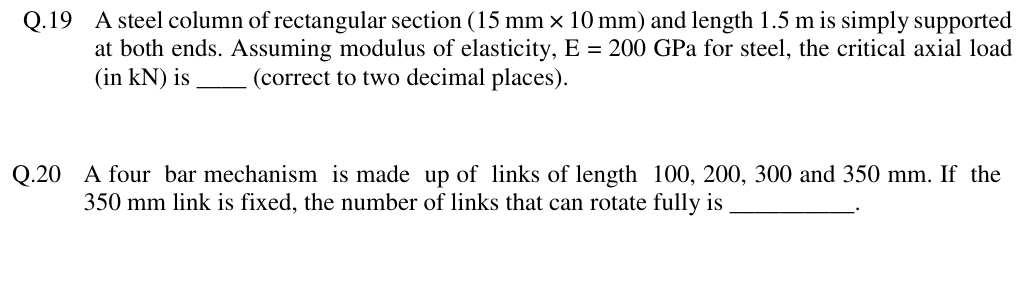 Q.19 A steel column of rectangular section (15 mm × 10 mm) and length 1.5 m is simply supported
at both ends. Assuming modulus of elasticity, E = 200 GPa for steel, the critical axial load
(in kN) is ____ (correct to two decimal places).
Q.20 A four bar mechanism is made up of links of length 100, 200, 300 and 350 mm. If the
350 mm link is fixed, the number of links that can rotate fully is __________.